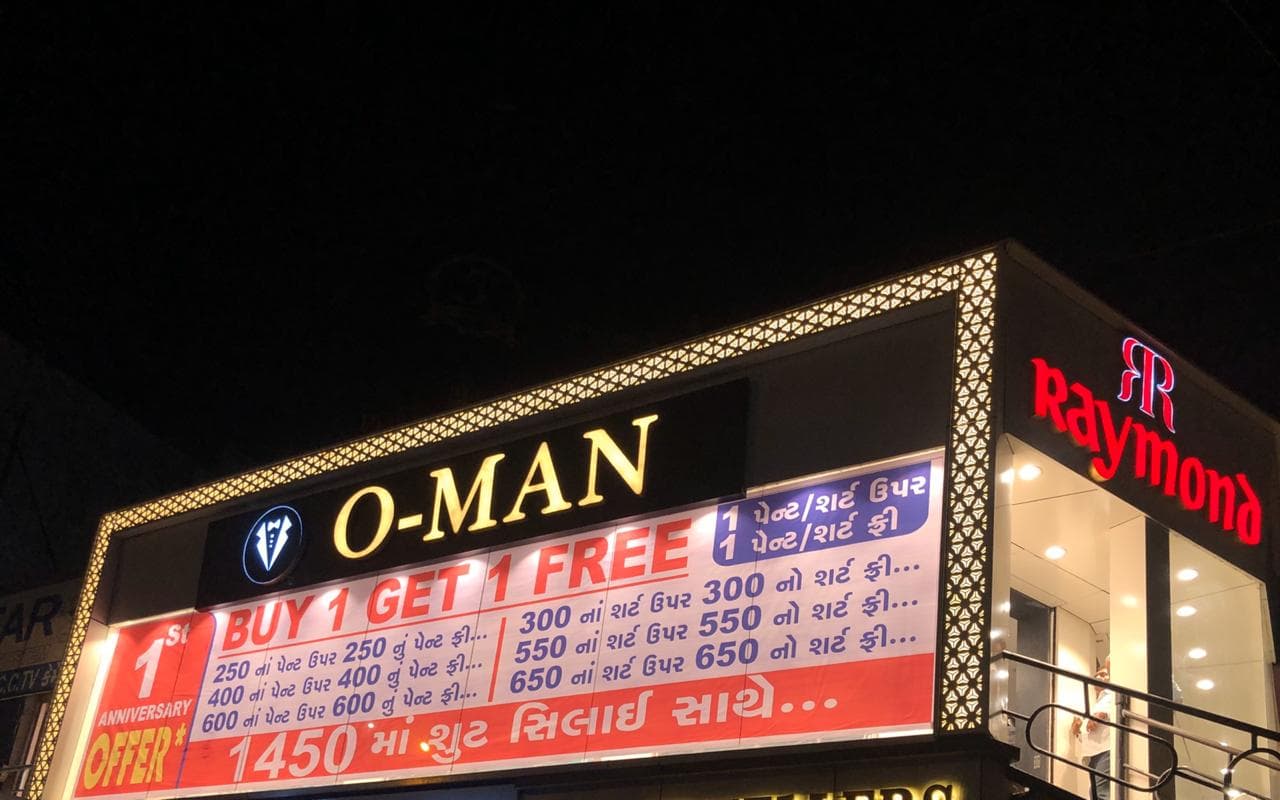 O-MAN
Raymond
1st
ANNIVERSARY
OFFER*
BUY 1 GET 1 FREE
1 પેન્ટ/શર્ટ ઉપર
1 પેન્ટ/શર્ટ ફ્રી
250 નાં પેન્ટ ઉપર 250 નું પેન્ટ ફ્રી...
400 નાં પેન્ટ ઉપર 400 નું પેન્ટ ફ્રી...
600 નાં પેન્ટ ઉપર 600 નું પેન્ટ ફ્રી...
300 નાં શર્ટ ઉપર 300 નો શર્ટ ફ્રી...
550 નાં શર્ટ ઉપર 550 નો શર્ટ ફ્રી...
650 નાં શર્ટ ઉપર 650 નો શર્ટ ફ્રી...
1450 માં શુટ સિલાઈ સાથે...